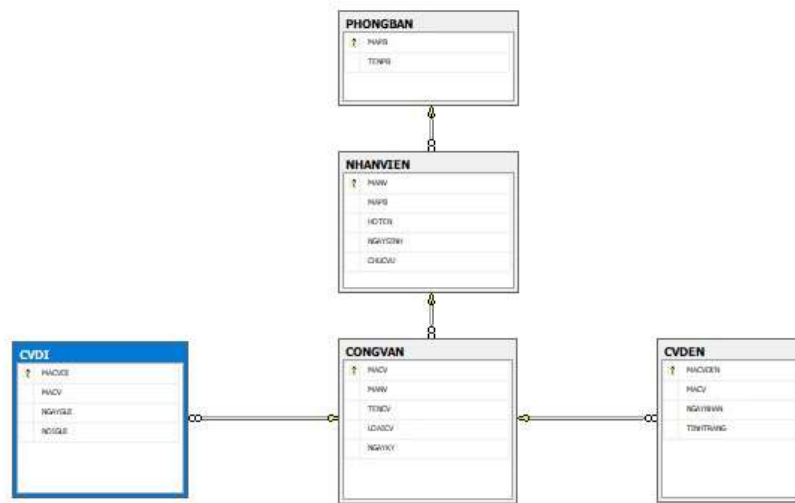 PHONGBAN
MAPB
TENPB
NHANVIEN
MANV
MAPB
HOTEN
NGAYSINH
CHUCVU
CVDI
MACVDI
MACV
NGAYGUI
NOIGUI
CONGVAN
MACV
MANV
TENCV
LOAICV
NGAYKY
CVDEN
MACVDEN
MACV
NGAYNHAN
TINHTRANG